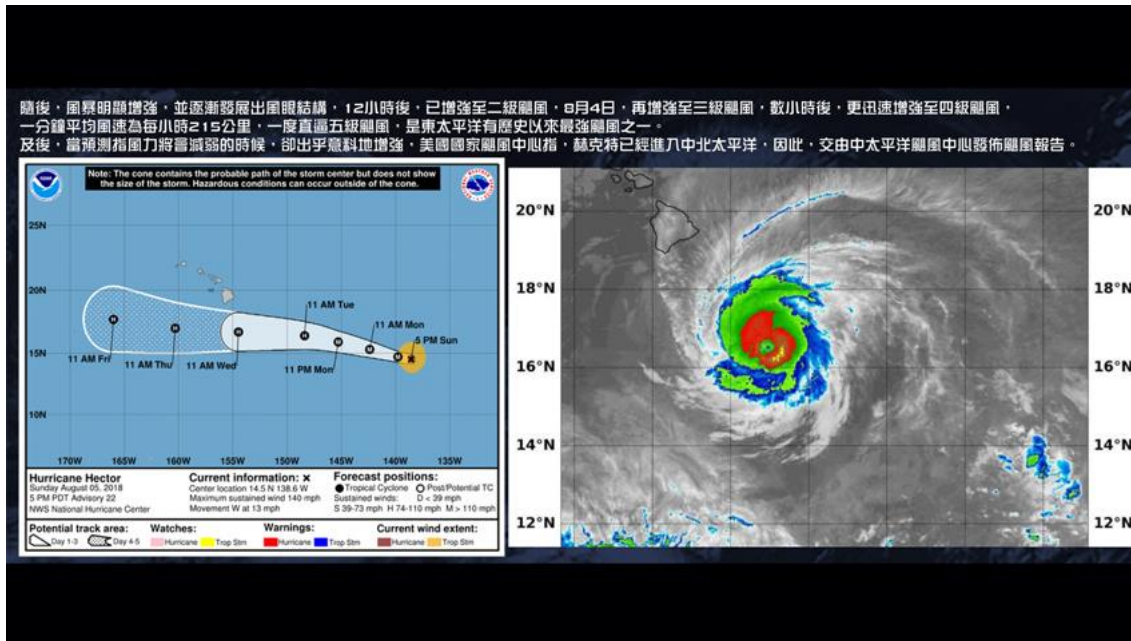 隨後，風暴明顯增強，並逐漸發展出風眼結構，12小時後，已增強至二級颶風，8月4日，再增強至三級颶風，數小時後，更迅速增強至四級颶風，
一分鐘平均風速為每小時215公里，一度直逼五級颶風，是東太平洋有歷史以來最強颶風之一。
及後，當預測指風力將會減弱的時候，卻出乎意料地增強，美國國家颶風中心指，赫克特已經進入中北太平洋，因此，交由中太平洋颶風中心發佈颶風報告。
Note: The cone contains the probable path of the storm center but does not show
the size of the storm. Hazardous conditions can occur outside of the cone.
25N
20N
15N
10N
11 AM Tue
11 AM Mon
5 PM Sun
11 AM Fri
11 AM Thu
11 AM Wed
11 PM Mon
170W 165W 160W 155W 150W 145W 140W 135W
Hurricane Hector
Sunday August 05, 2018
5 PM PDT Advisory 22
NWS National Hurricane Center
Current information: x
Center location 14.5 N 138.6 W
Maximum sustained wind 140 mph
Movement W at 13 mph
Forecast positions:
Tropical Cyclone Post/Potential TC
Sustained winds: D < 39 mph
S 39-73 mph H 74-110 mph M > 110 mph
Potential track area:
Day 1-3 Day 4-5
Watches:
Hurricane Trop Stm
Warnings:
Hurricane Trop Stm
Current wind extent:
Hurricane Trop Stm
20°N 20°N
18°N 18°N
16°N 16°N
14°N 14°N
12°N 12°N